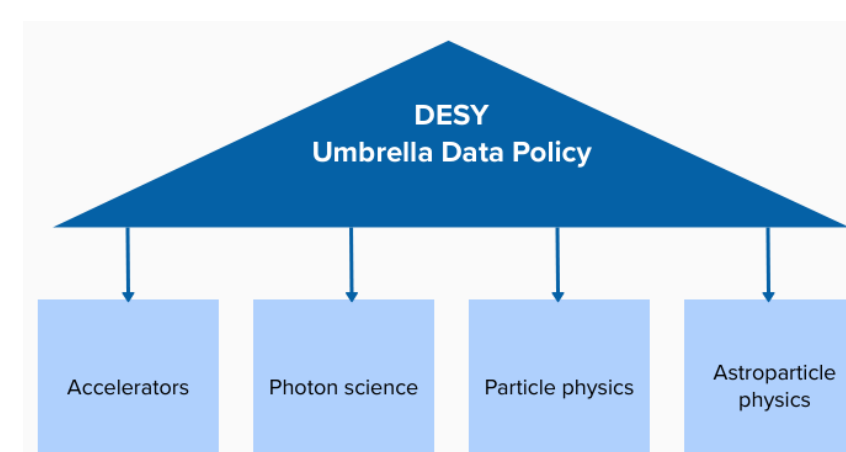 DESY
Umbrella Data Policy
Accelerators
Photon science
Particle physics
Astroparticle
physics